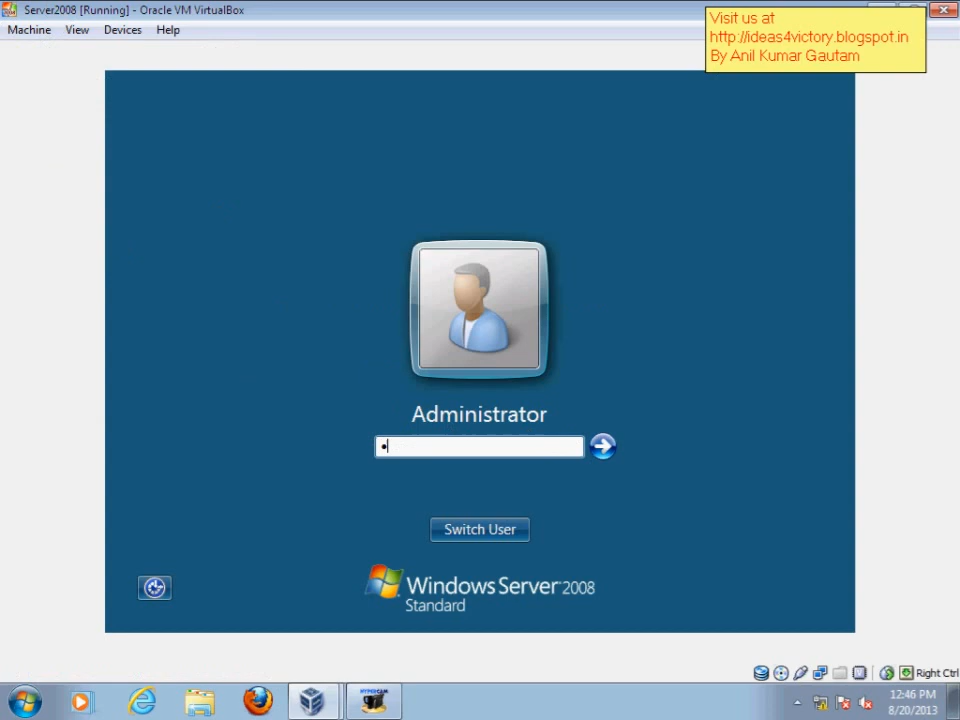 Server2008 [Running] - Oracle VM VirtualBox
Machine View Devices Help
Visit us at
http://ideas4victory.blogspot.in
By Anil Kumar Gautam
Administrator
Switch User
Windows Server 2008
Standard
Right Ctrl
HYPERCAM
12:46 PM
8/20/2013